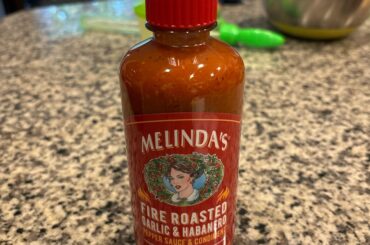 MELINDA'S
FIRE ROASTED
GARLIC & HABANERO
PEPPER SAUCE & CONDIMENT